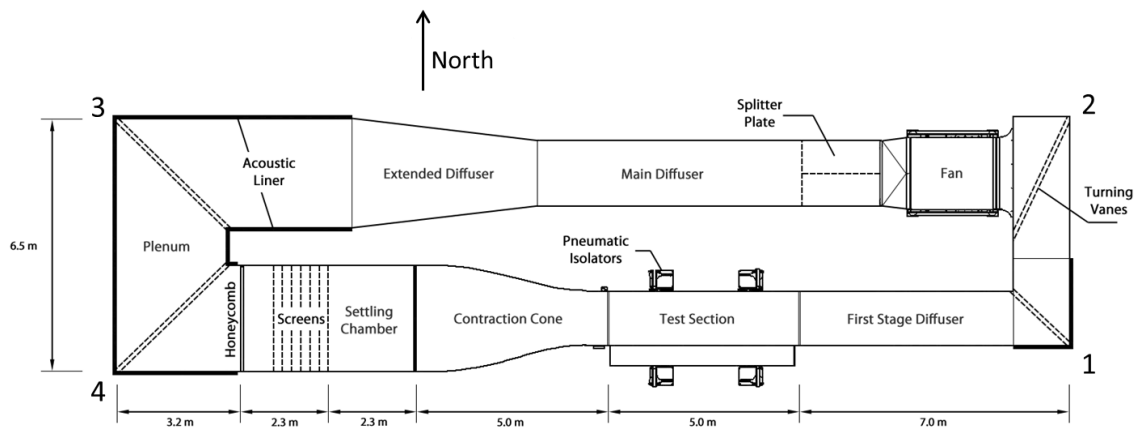 North
3
2
Splitter
Plate
Acoustic
Liner
Extended Diffuser
Main Diffuser
Fan
Turning
Vanes
6.5 m
Plenum
Pneumatic
Isolators
Honeycomb
Screens
Settling
Chamber
Contraction Cone
Test Section
First Stage Diffuser
4
1
3.2 m
2.3 m
2.3 m
5.0 m
5.0 m
7.0 m